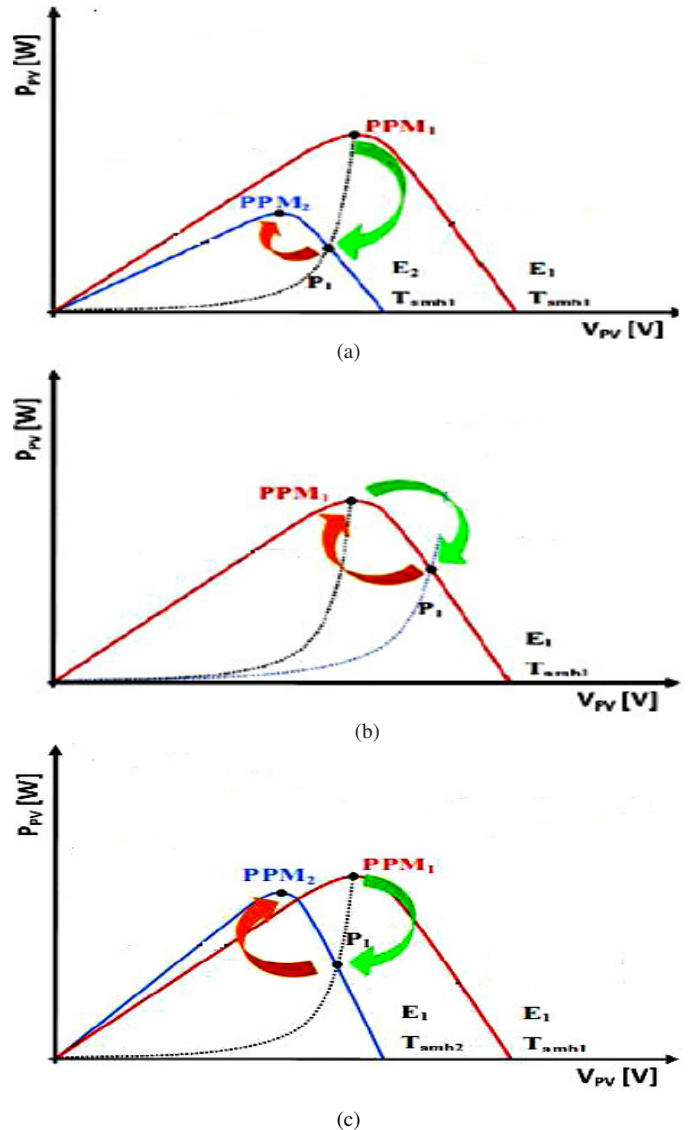 P_PV [W]
PPM₁
PPM₂
P₁
E₂ E₁
T_amb1 T_amb1
V_PV [V]
(a)
P_PV [W]
PPM₁
P₁
E₁
T_amb1
V_PV [V]
(b)
P_PV [W]
PPM₂ PPM₁
P₁
E₁ E₁
T_amb2 T_amb1
V_PV [V]
(c)